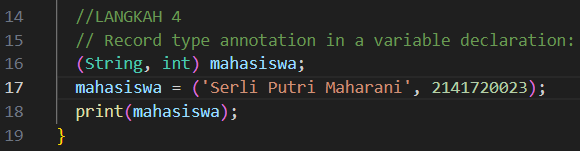 14 //LANGKAH 4
15 // Record type annotation in a variable declaration:
16 (String, int) mahasiswa;
17 mahasiswa = ('Serli Putri Maharani', 2141720023);
18 print(mahasiswa);
19 }